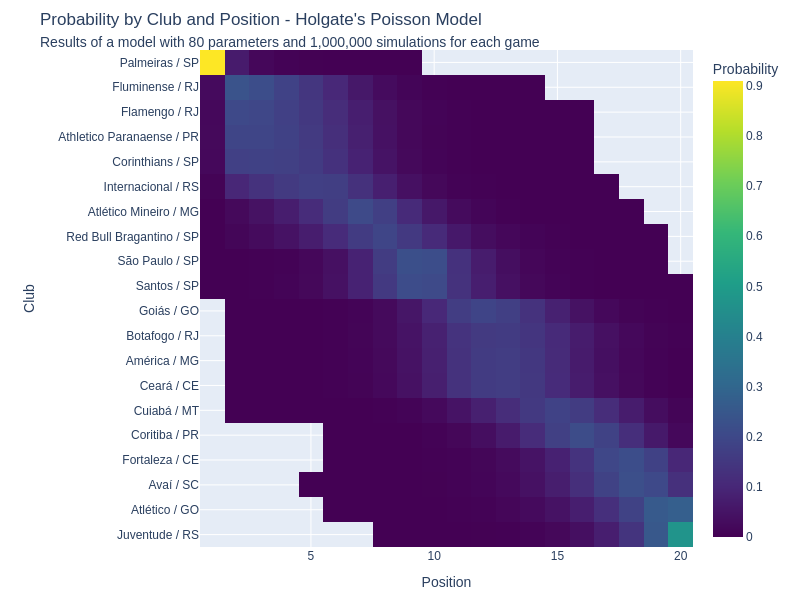 Probability by Club and Position - Holgate's Poisson Model
Results of a model with 80 parameters and 1,000,000 simulations for each game
Probability
Palmeiras / SP
Fluminense / RJ
Flamengo / RJ
Athletico Paranaense / PR
Corinthians / SP
Internacional / RS
Atlético Mineiro / MG
Red Bull Bragantino / SP
São Paulo / SP
Santos / SP
Goiás / GO
Botafogo / RJ
América / MG
Ceará / CE
Cuiabá / MT
Coritiba / PR
Fortaleza / CE
Avaí / SC
Atlético / GO
Juventude / RS
Club
5
10
15
20
Position
0.9
0.8
0.7
0.6
0.5
0.4
0.3
0.2
0.1
0